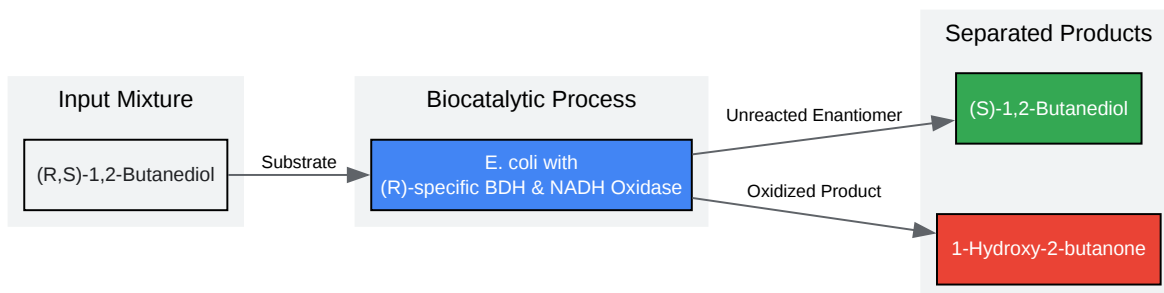 Input Mixture
(R,S)-1,2-Butanediol
Substrate
Biocatalytic Process
E. coli with
(R)-specific BDH & NADH Oxidase
Unreacted Enantiomer
Oxidized Product
Separated Products
(S)-1,2-Butanediol
1-Hydroxy-2-butanone